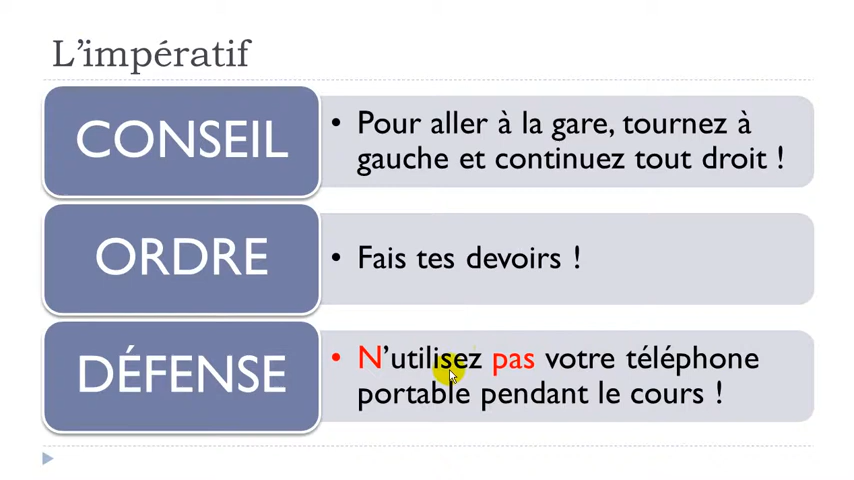 L'impératif
CONSEIL
• Pour aller à la gare, tournez à
gauche et continuez tout droit !
ORDRE
• Fais tes devoirs !
DÉFENSE
• N'utilisez pas votre téléphone
portable pendant le cours !